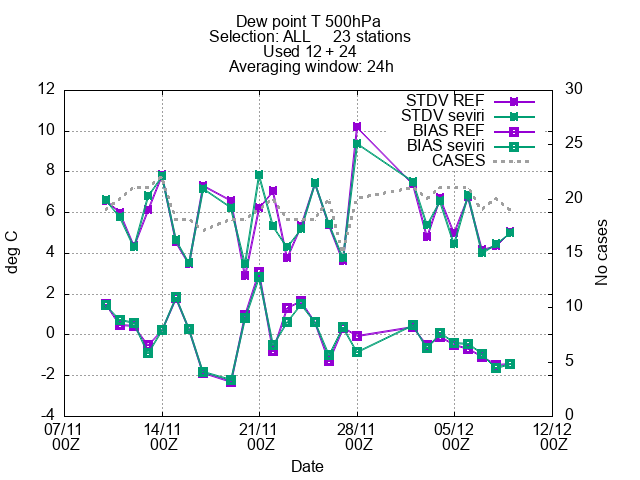 Dew point T 500hPa
Selection: ALL 23 stations
Used 12 + 24
Averaging window: 24h
12
10
8
6
4
2
0
-2
-4
deg C
30
25
20
15
10
5
0
No cases
STDV REF
STDV seviri
BIAS REF
BIAS seviri
CASES
07/11 14/11 21/11 28/11 05/12 12/12
00Z 00Z 00Z 00Z 00Z 00Z
Date